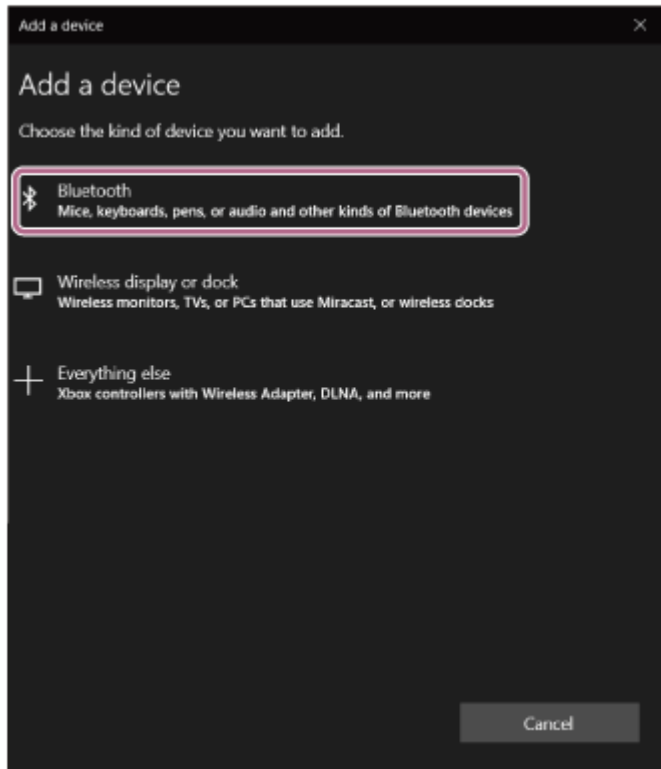 Add a device
Add a device
Choose the kind of device you want to add.
Bluetooth
Mice, keyboards, pens, or audio and other kinds of Bluetooth devices
Wireless display or dock
Wireless monitors, TVs, or PCs that use Miracast, or wireless docks
Everything else
Xbox controllers with Wireless Adapter, DLNA, and more
Cancel